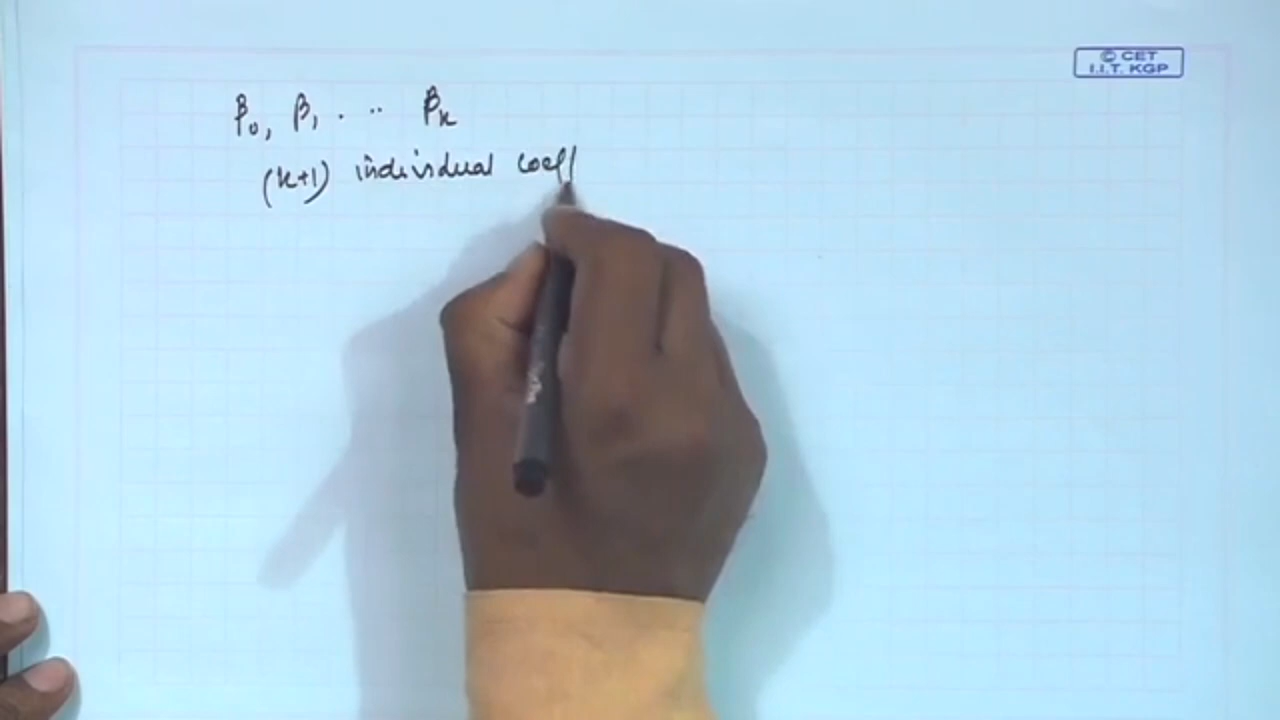 © CET
I.I.T. KGP
β₀, β₁ . .. βk
(k+1) individual coeff